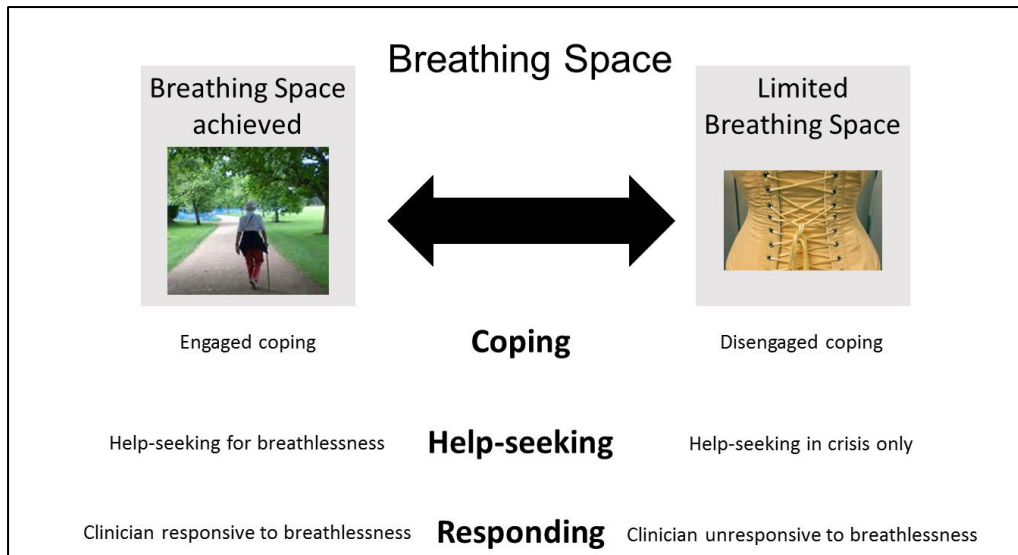 Breathing Space
Breathing Space
achieved
Limited
Breathing Space
Engaged coping
Coping
Disengaged coping
Help-seeking for breathlessness
Help-seeking
Help-seeking in crisis only
Clinician responsive to breathlessness
Responding
Clinician unresponsive to breathlessness